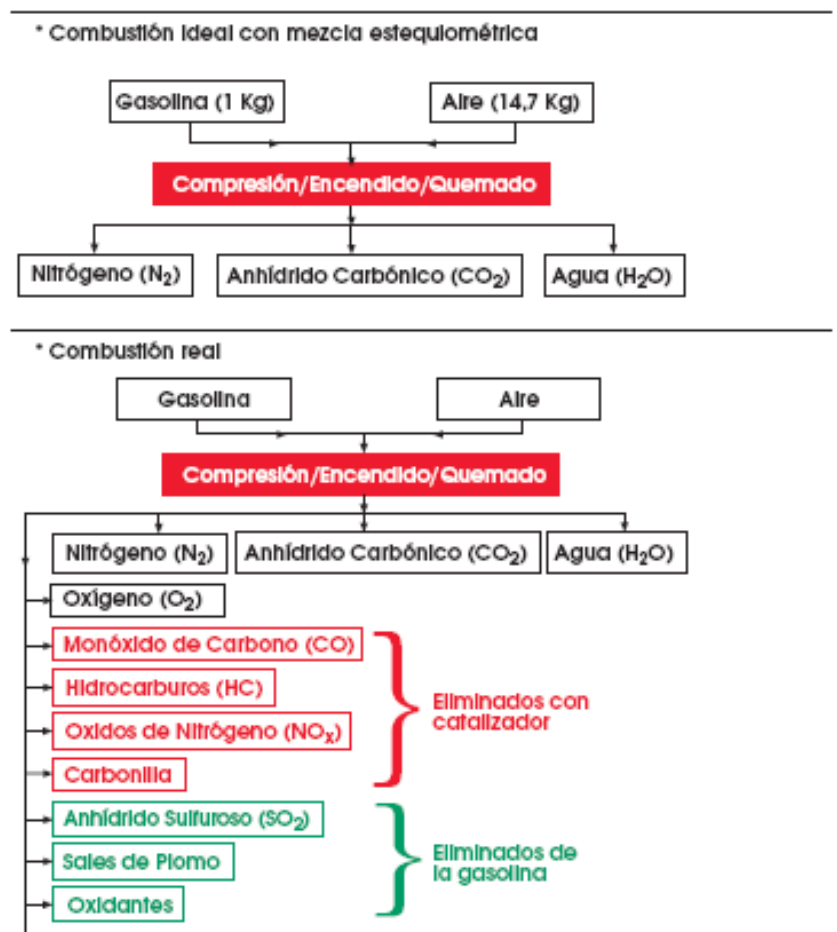 * Combustión ideal con mezcla estequiométrica
Gasolina (1 Kg)
Aire (14,7 Kg)
Compresión/Encendido/Quemado
Nitrógeno (N₂)
Anhídrido Carbónico (CO₂)
Agua (H₂O)
* Combustión real
Gasolina
Aire
Compresión/Encendido/Quemado
Nitrógeno (N₂)
Anhídrido Carbónico (CO₂)
Agua (H₂O)
Oxígeno (O₂)
Monóxido de Carbono (CO)
Hidrocarburos (HC)
Oxidos de Nitrógeno (NOₓ)
Carbonilla
Eliminados con
catalizador
Anhídrido Sulfuroso (SO₂)
Sales de Plomo
Oxidantes
Eliminados de
la gasolina